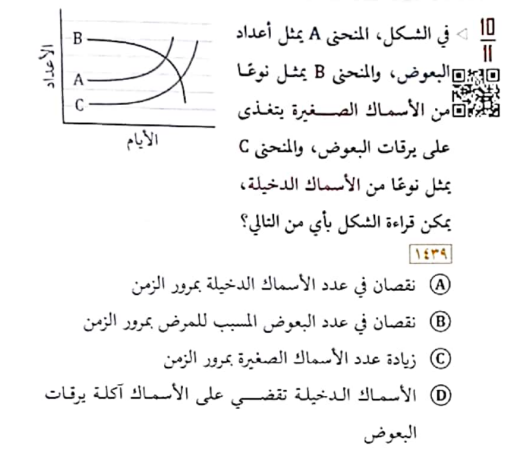 10
11
في الشكل، المنحنى A يمثل أعداد
البعوض، والمنحنى B يمثل نوعًا
من الأسماك الصغيرة يتغذى
على يرقات البعوض، والمنحنى C
يمثل نوعًا من الأسماك الدخيلة،
يمكن قراءة الشكل بأي من التالي؟
١٤٣٩
الأعداد
B
A
C
الأيام
A نقصان في عدد الأسماك الدخيلة بمرور الزمن
B نقصان في عدد البعوض المسبب للمرض بمرور الزمن
C زيادة عدد الأسماك الصغيرة بمرور الزمن
D الأسماك الدخيلة تقضي على الأسماك آكلة يرقات
البعوض